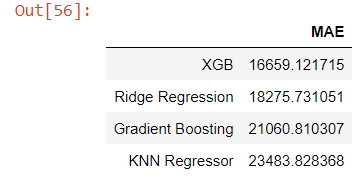 Out[56]:
MAE
XGB 16659.121715
Ridge Regression 18275.731051
Gradient Boosting 21060.810307
KNN Regressor 23483.828368